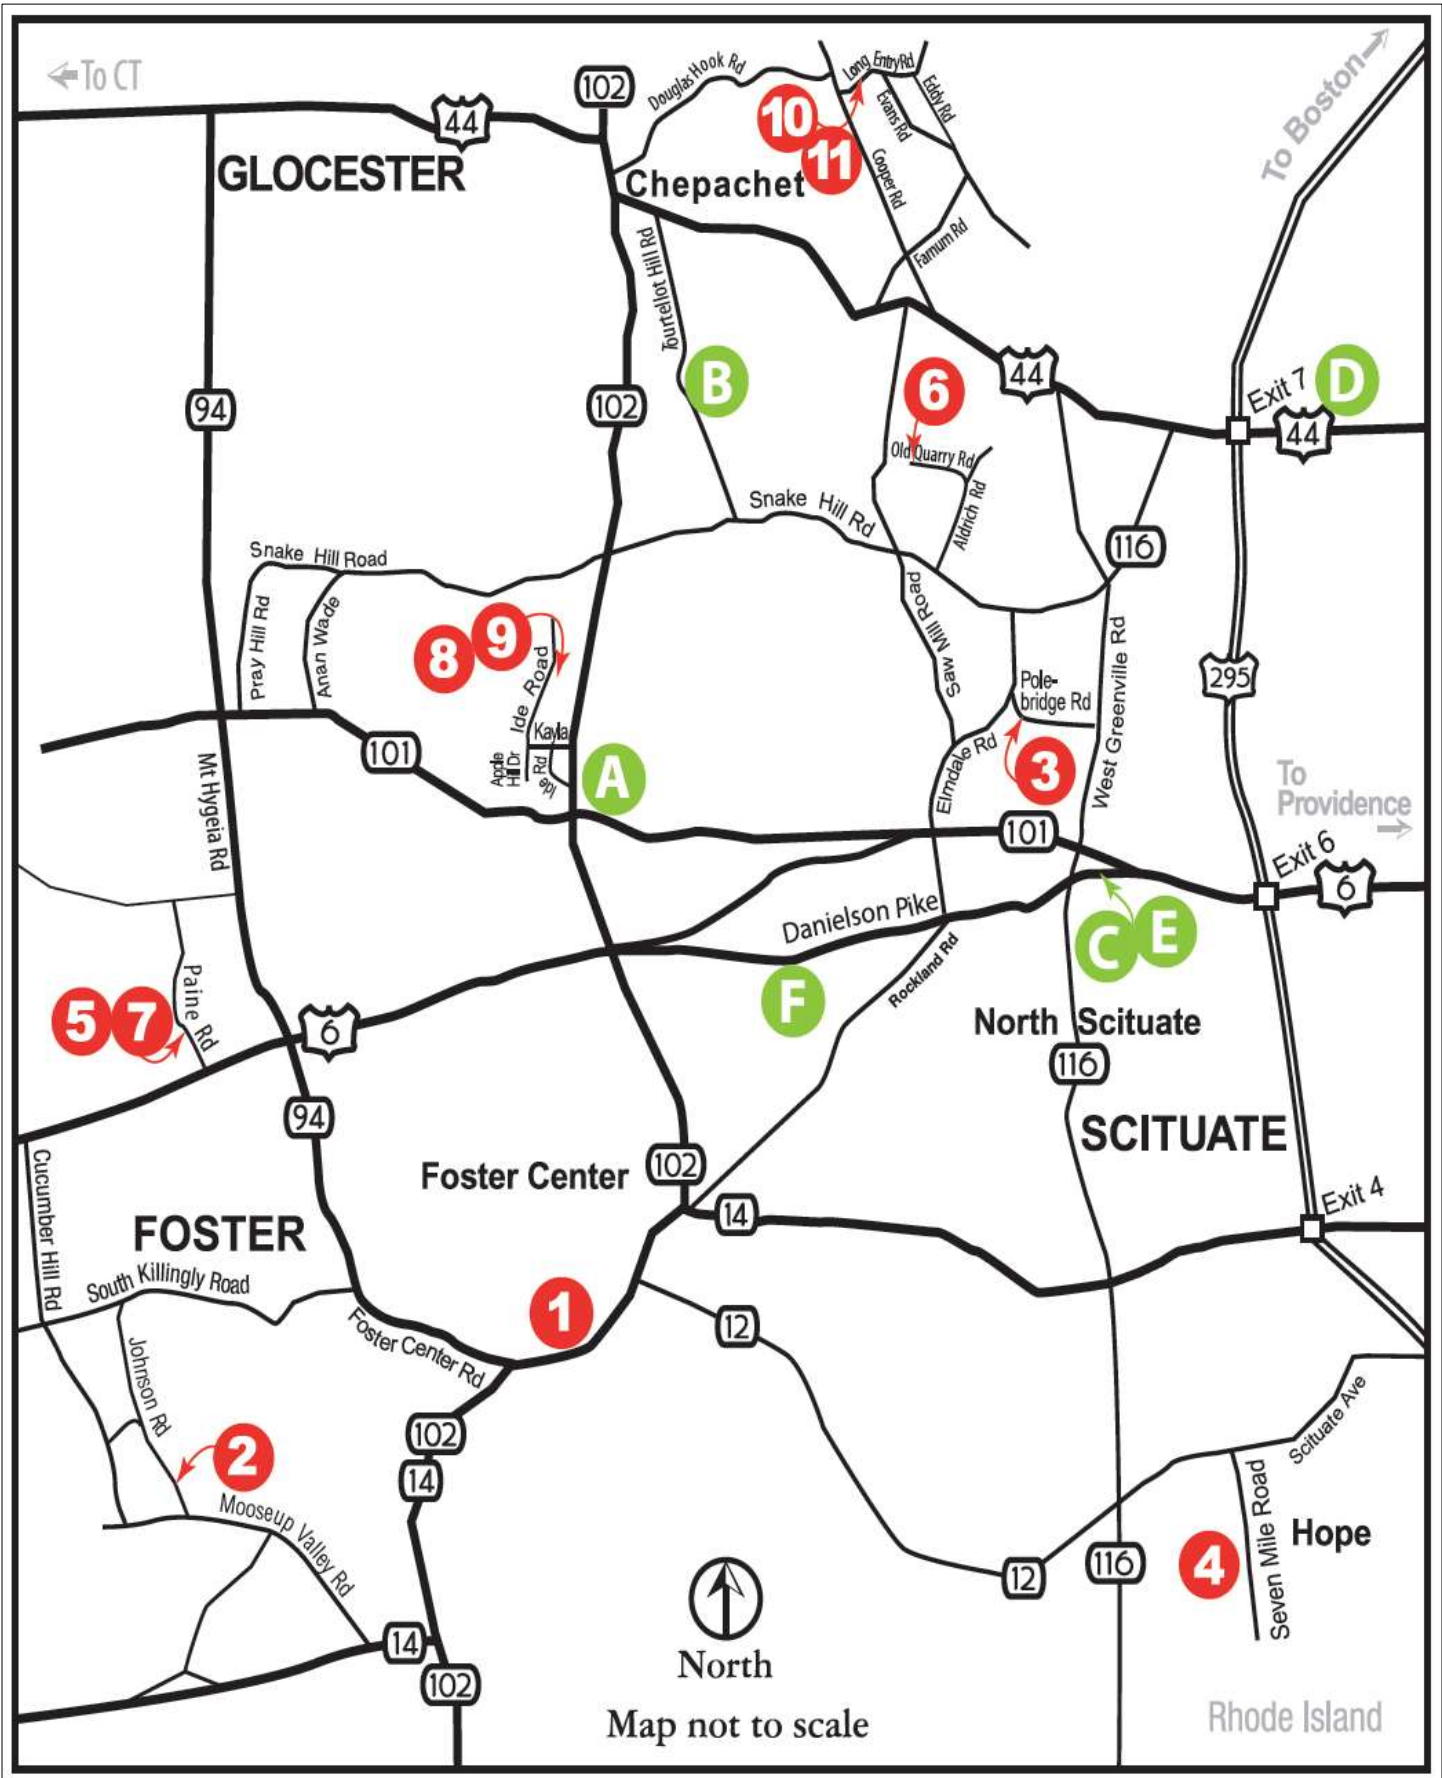 To CT
102
Douglas Hook Rd
Long Entry Rd
Eddy Rd
Evans Rd
To Boston
44
10
11
GLOCESTER
Chepachet
Cooper Rd
Farnum Rd
Tourtellot Hill Rd
B
6
44
Exit 7
D
94
102
44
Old Quarry Rd
Aldrich Rd
Snake Hill Rd
116
Snake Hill Road
Pray Hill Rd
Anan Wade
8
9
Ide Road
Saw Mill Road
West Greenville Rd
295
Pole-
bridge Rd
Kayla
Apple
Hill Dr
Ide Rd
A
101
Elmdale Rd
3
Mt Hygeia Rd
To
Providence
101
Exit 6
6
Danielson Pike
C
E
Rockland Rd
F
Paine Rd
5
7
6
North Scituate
116
94
SCITUATE
Foster Center
102
Cucumber Hill Rd
FOSTER
14
Exit 4
South Killingly Road
1
12
Foster Center Rd
Johnson Rd
Scituate Ave
102
14
2
Mooseup Valley Rd
Seven Mile Road
Hope
4
12
116
14
102
North
Map not to scale
Rhode Island